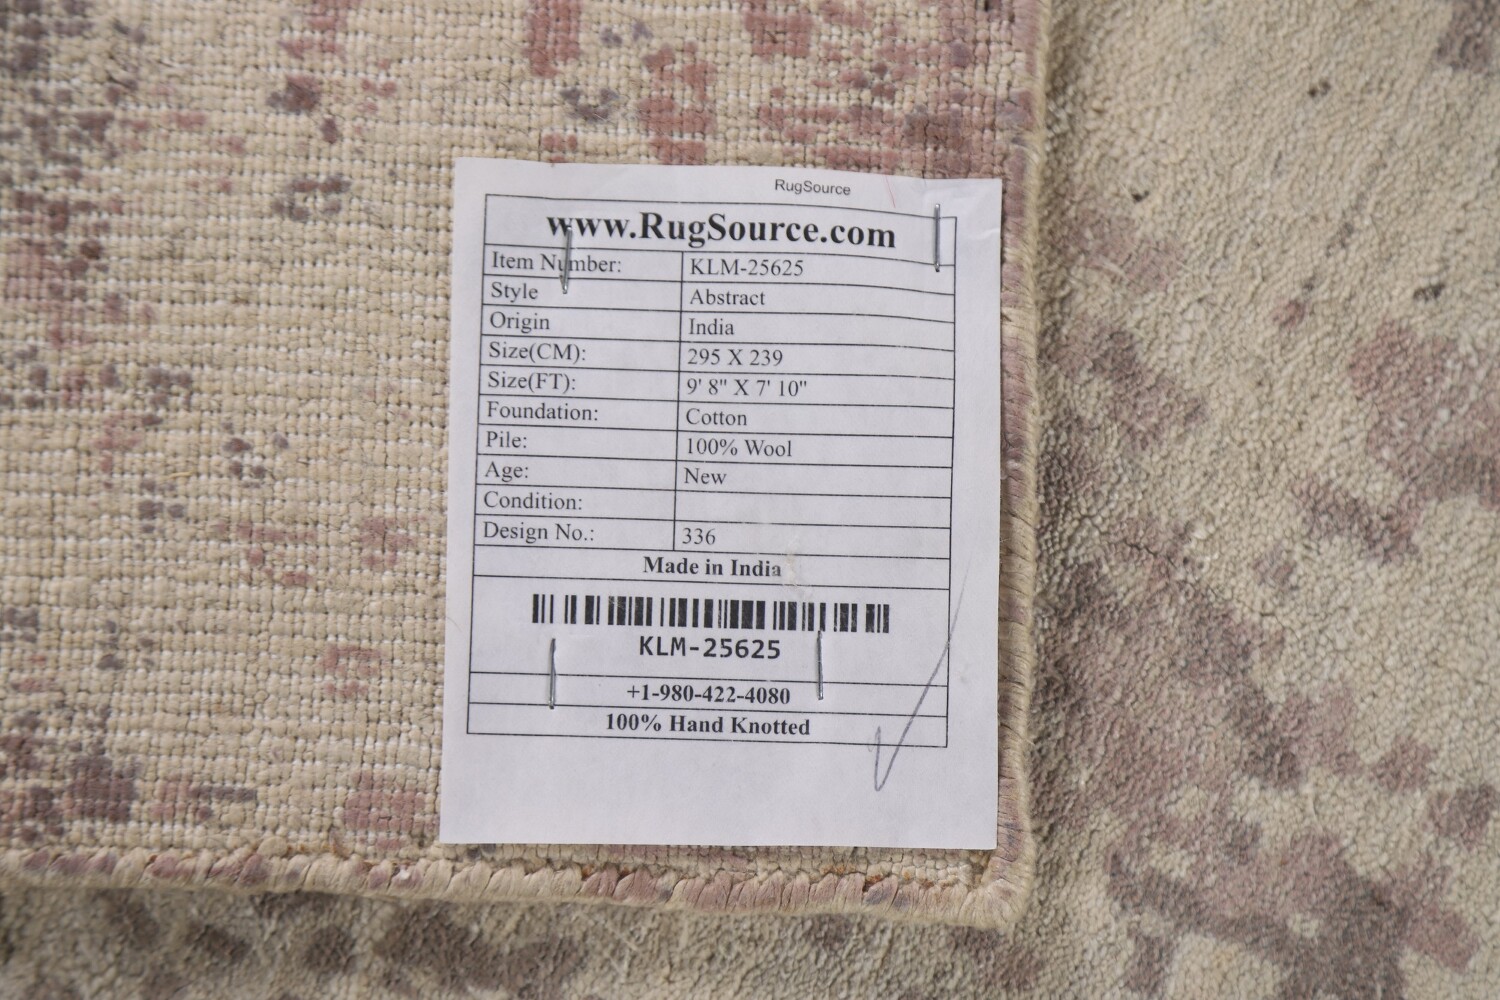 RugSource
www.RugSource.com
Item Number: KLM-25625
Style Abstract
Origin India
Size(CM): 295 X 239
Size(FT): 9' 8" X 7' 10"
Foundation: Cotton
Pile: 100% Wool
Age: New
Condition:
Design No.: 336
Made in India
KLM-25625
+1-980-422-4080
100% Hand Knotted